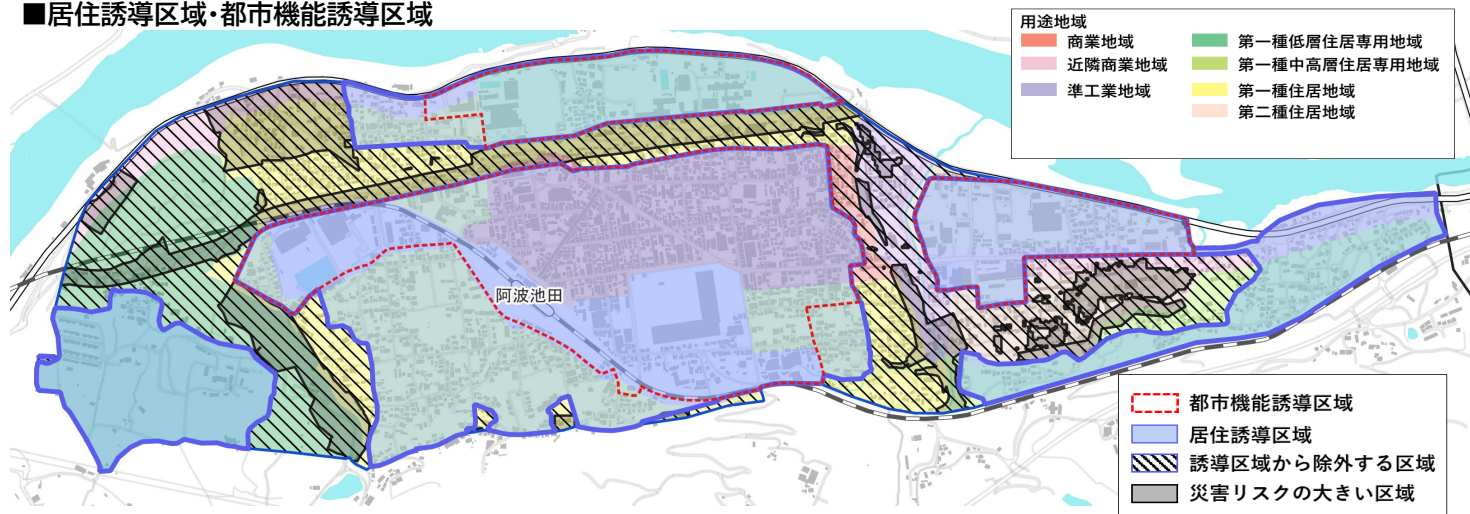 ■居住誘導区域・都市機能誘導区域
用途地域
商業地域
近隣商業地域
準工業地域
第一種低層住居専用地域
第一種中高層住居専用地域
第一種住居地域
第二種住居地域
阿波池田
都市機能誘導区域
居住誘導区域
誘導区域から除外する区域
災害リスクの大きい区域